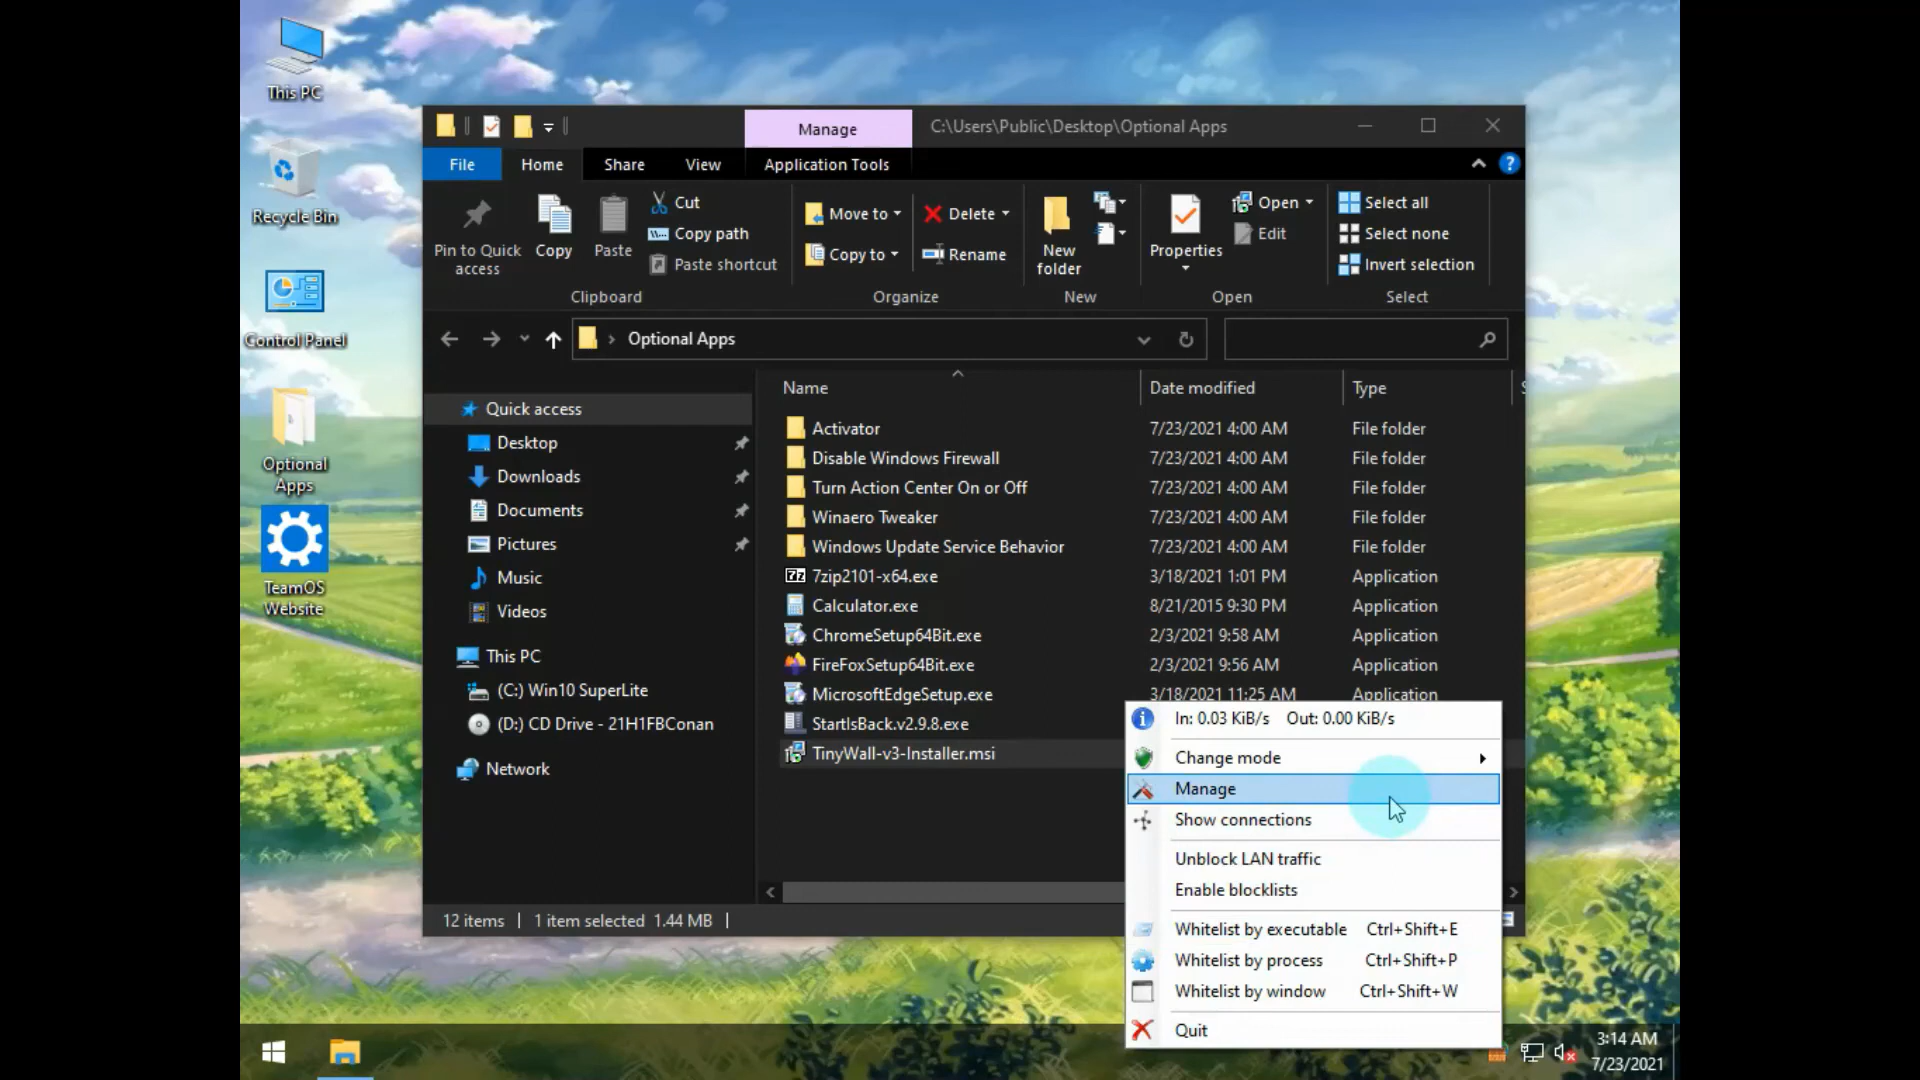 This PC
Recycle Bin
Control Panel
Optional
Apps
TeamOS
Website
Manage
C:\Users\Public\Desktop\Optional Apps
File
Home
Share
View
Application Tools
Pin to Quick
access
Copy
Paste
Cut
Copy path
Paste shortcut
Clipboard
Move to
Copy to
Delete
Rename
Organize
New
folder
New
Properties
Open
Edit
Open
Select all
Select none
Invert selection
Select
Optional Apps
Quick access
Desktop
Downloads
Documents
Pictures
Music
Videos
This PC
(C:) Win10 SuperLite
(D:) CD Drive - 21H1FBConan
Network
Name Date modified Type
Activator 7/23/2021 4:00 AM File folder
Disable Windows Firewall 7/23/2021 4:00 AM File folder
Turn Action Center On or Off 7/23/2021 4:00 AM File folder
Winaero Tweaker 7/23/2021 4:00 AM File folder
Windows Update Service Behavior 7/23/2021 4:00 AM File folder
7zip2101-x64.exe 3/18/2021 1:01 PM Application
Calculator.exe 8/21/2015 9:30 PM Application
ChromeSetup64Bit.exe 2/3/2021 9:58 AM Application
FireFoxSetup64Bit.exe 2/3/2021 9:56 AM Application
MicrosoftEdgeSetup.exe 3/18/2021 11:25 AM Application
StartIsBack.v2.9.8.exe
TinyWall-v3-Installer.msi
12 items 1 item selected 1.44 MB
In: 0.03 KiB/s Out: 0.00 KiB/s
Change mode
Manage
Show connections
Unblock LAN traffic
Enable blocklists
Whitelist by executable Ctrl+Shift+E
Whitelist by process Ctrl+Shift+P
Whitelist by window Ctrl+Shift+W
Quit
3:14 AM
7/23/2021